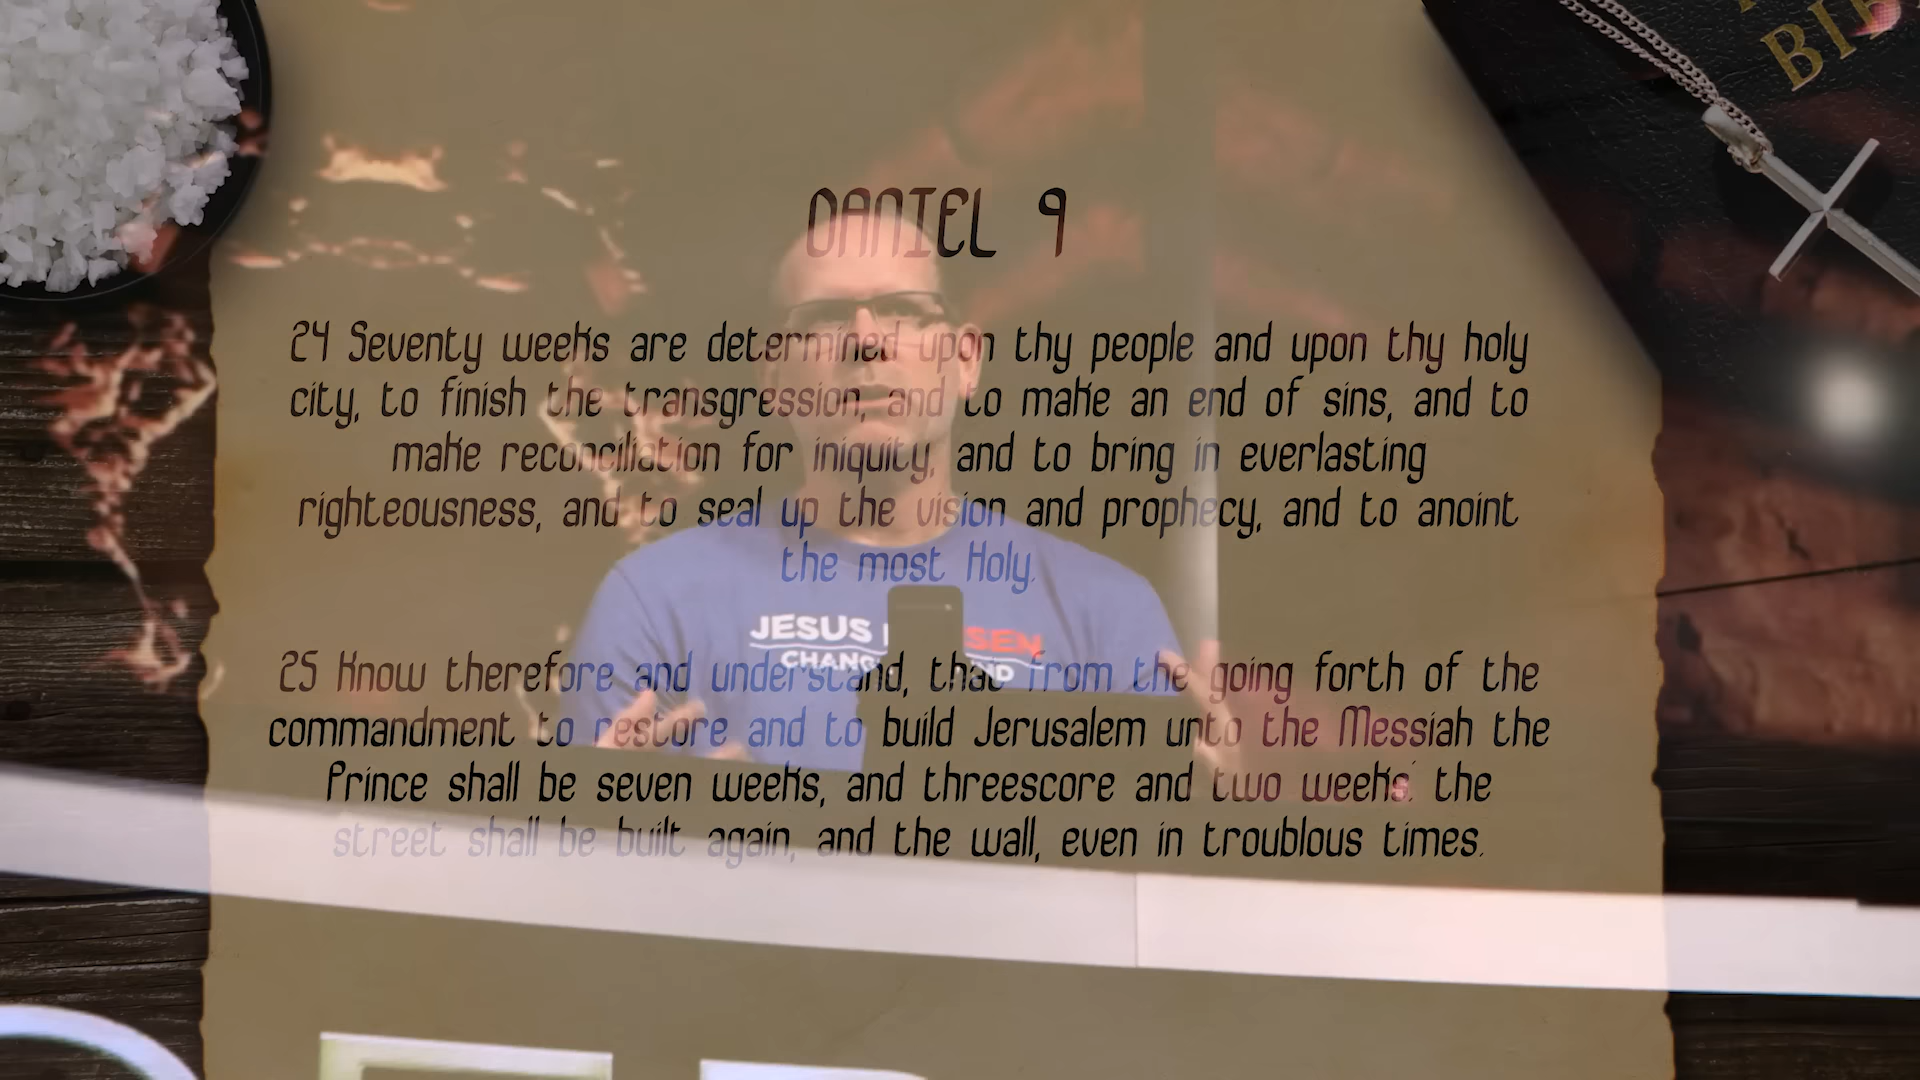 BI
DANIEL 9
24 Seventy weeks are determined upon thy people and upon thy holy
city, to finish the transgression, and to make an end of sins, and to
make reconciliation for iniquity, and to bring in everlasting
righteousness, and to seal up the vision and prophecy, and to anoint
the most Holy.
JESUS SEN
CHANG ND
25 Know therefore and understand, that from the going forth of the
commandment to restore and to build Jerusalem unto the Messiah the
Prince shall be seven weeks, and threescore and two weeks: the
street shall be built again, and the wall, even in troublous times.